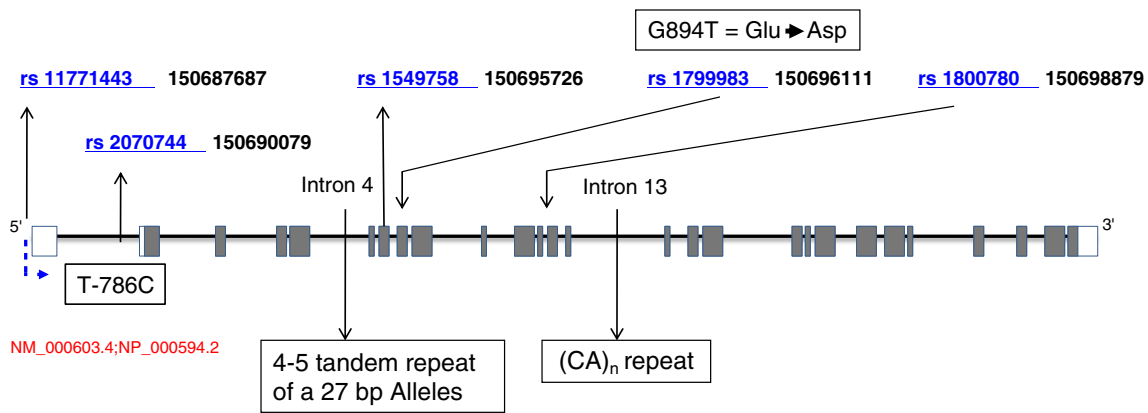 G894T = Glu ➧ Asp
rs 11771443 150687687
rs 1549758 150695726
rs 1799983 150696111
rs 1800780 150698879
rs 2070744 150690079
Intron 4
Intron 13
5'
3'
T-786C
NM_000603.4;NP_000594.2
4-5 tandem repeat
of a 27 bp Alleles
(CA)n repeat